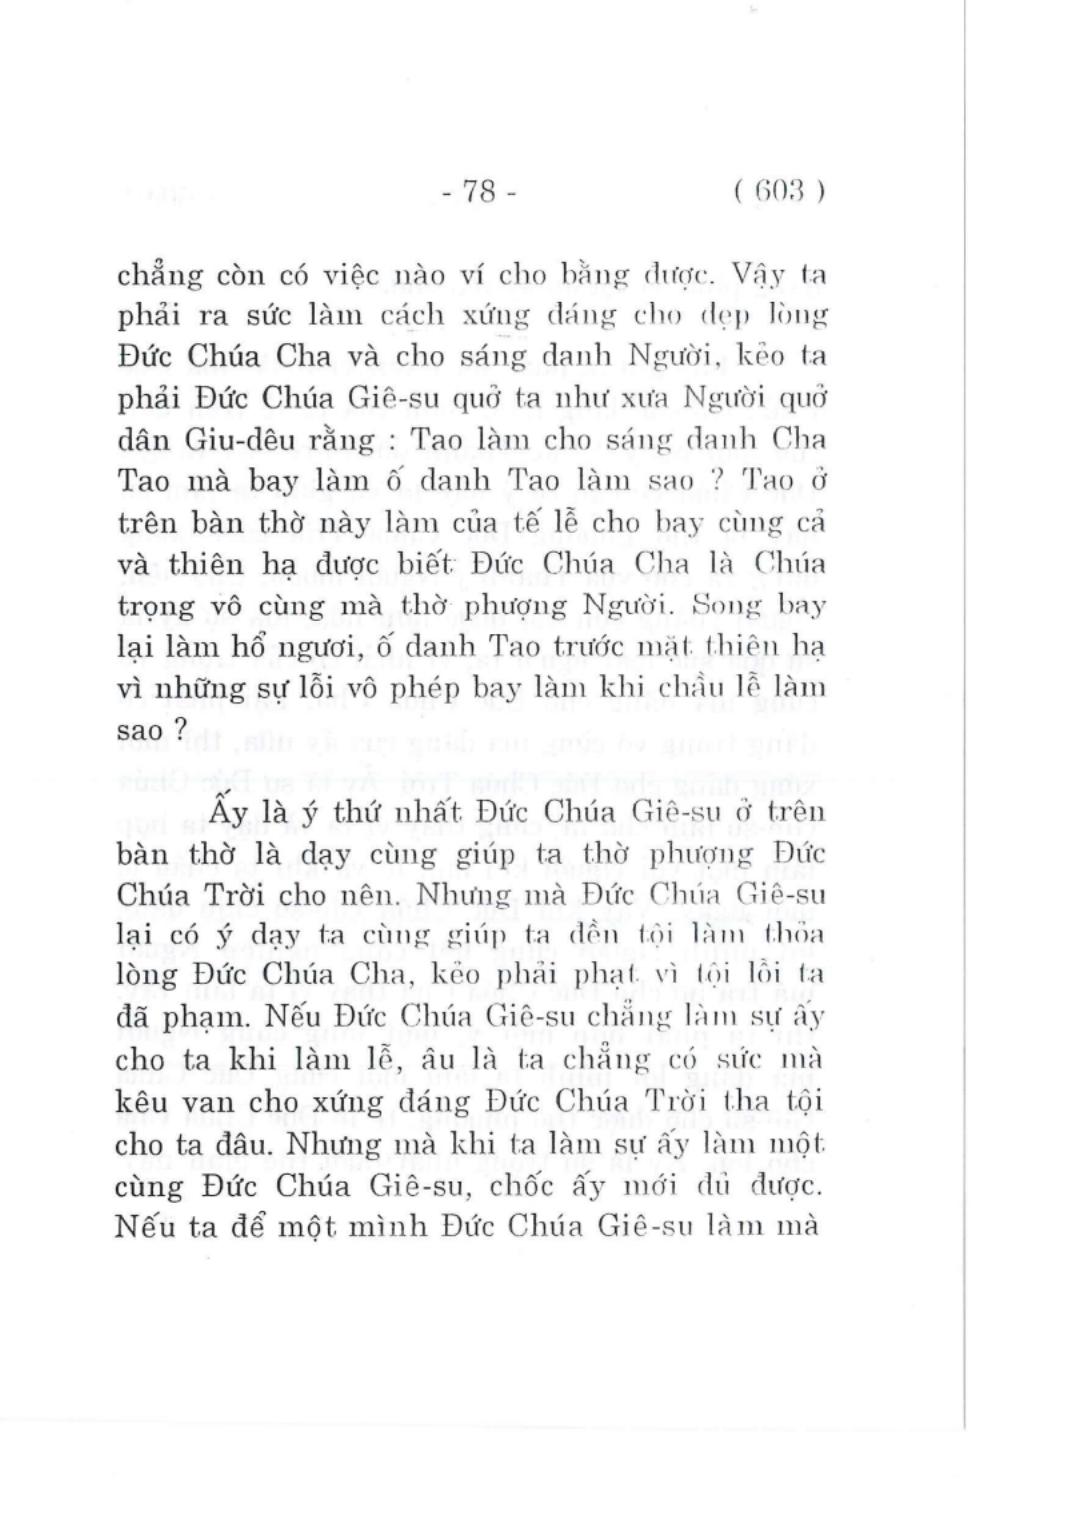 - 78 - ( 603 )
chẳng còn có việc nào ví cho bằng được. Vậy ta
phải ra sức làm cách xứng đáng cho đẹp lòng
Đức Chúa Cha và cho sáng danh Người, kẻo ta
phải Đức Chúa Giê-su quở ta như xưa Người quở
dân Giu-dêu rằng : Tao làm cho sáng danh Cha
Tao mà bay làm ố danh Tao làm sao ? Tao ở
trên bàn thờ này làm của tế lễ cho bay cùng cả
và thiên hạ được biết Đức Chúa Cha là Chúa
trọng vô cùng mà thờ phượng Người. Song bay
lại làm hổ ngươi, ố danh Tao trước mặt thiên hạ
vì những sự lỗi vô phép bay làm khi chầu lễ làm
sao ?
Ấy là ý thứ nhất Đức Chúa Giê-su ở trên
bàn thờ là dạy cùng giúp ta thờ phượng Đức
Chúa Trời cho nên. Nhưng mà Đức Chúa Giê-su
lại có ý dạy ta cùng giúp ta đền tội làm thỏa
lòng Đức Chúa Cha, kẻo phải phạt vì tội lỗi ta
đã phạm. Nếu Đức Chúa Giê-su chẳng làm sự ấy
cho ta khi làm lễ, âu là ta chẳng có sức mà
kêu van cho xứng đáng Đức Chúa Trời tha tội
cho ta đâu. Nhưng mà khi ta làm sự ấy làm một
cùng Đức Chúa Giê-su, chốc ấy mới đủ được.
Nếu ta để một mình Đức Chúa Giê-su làm mà